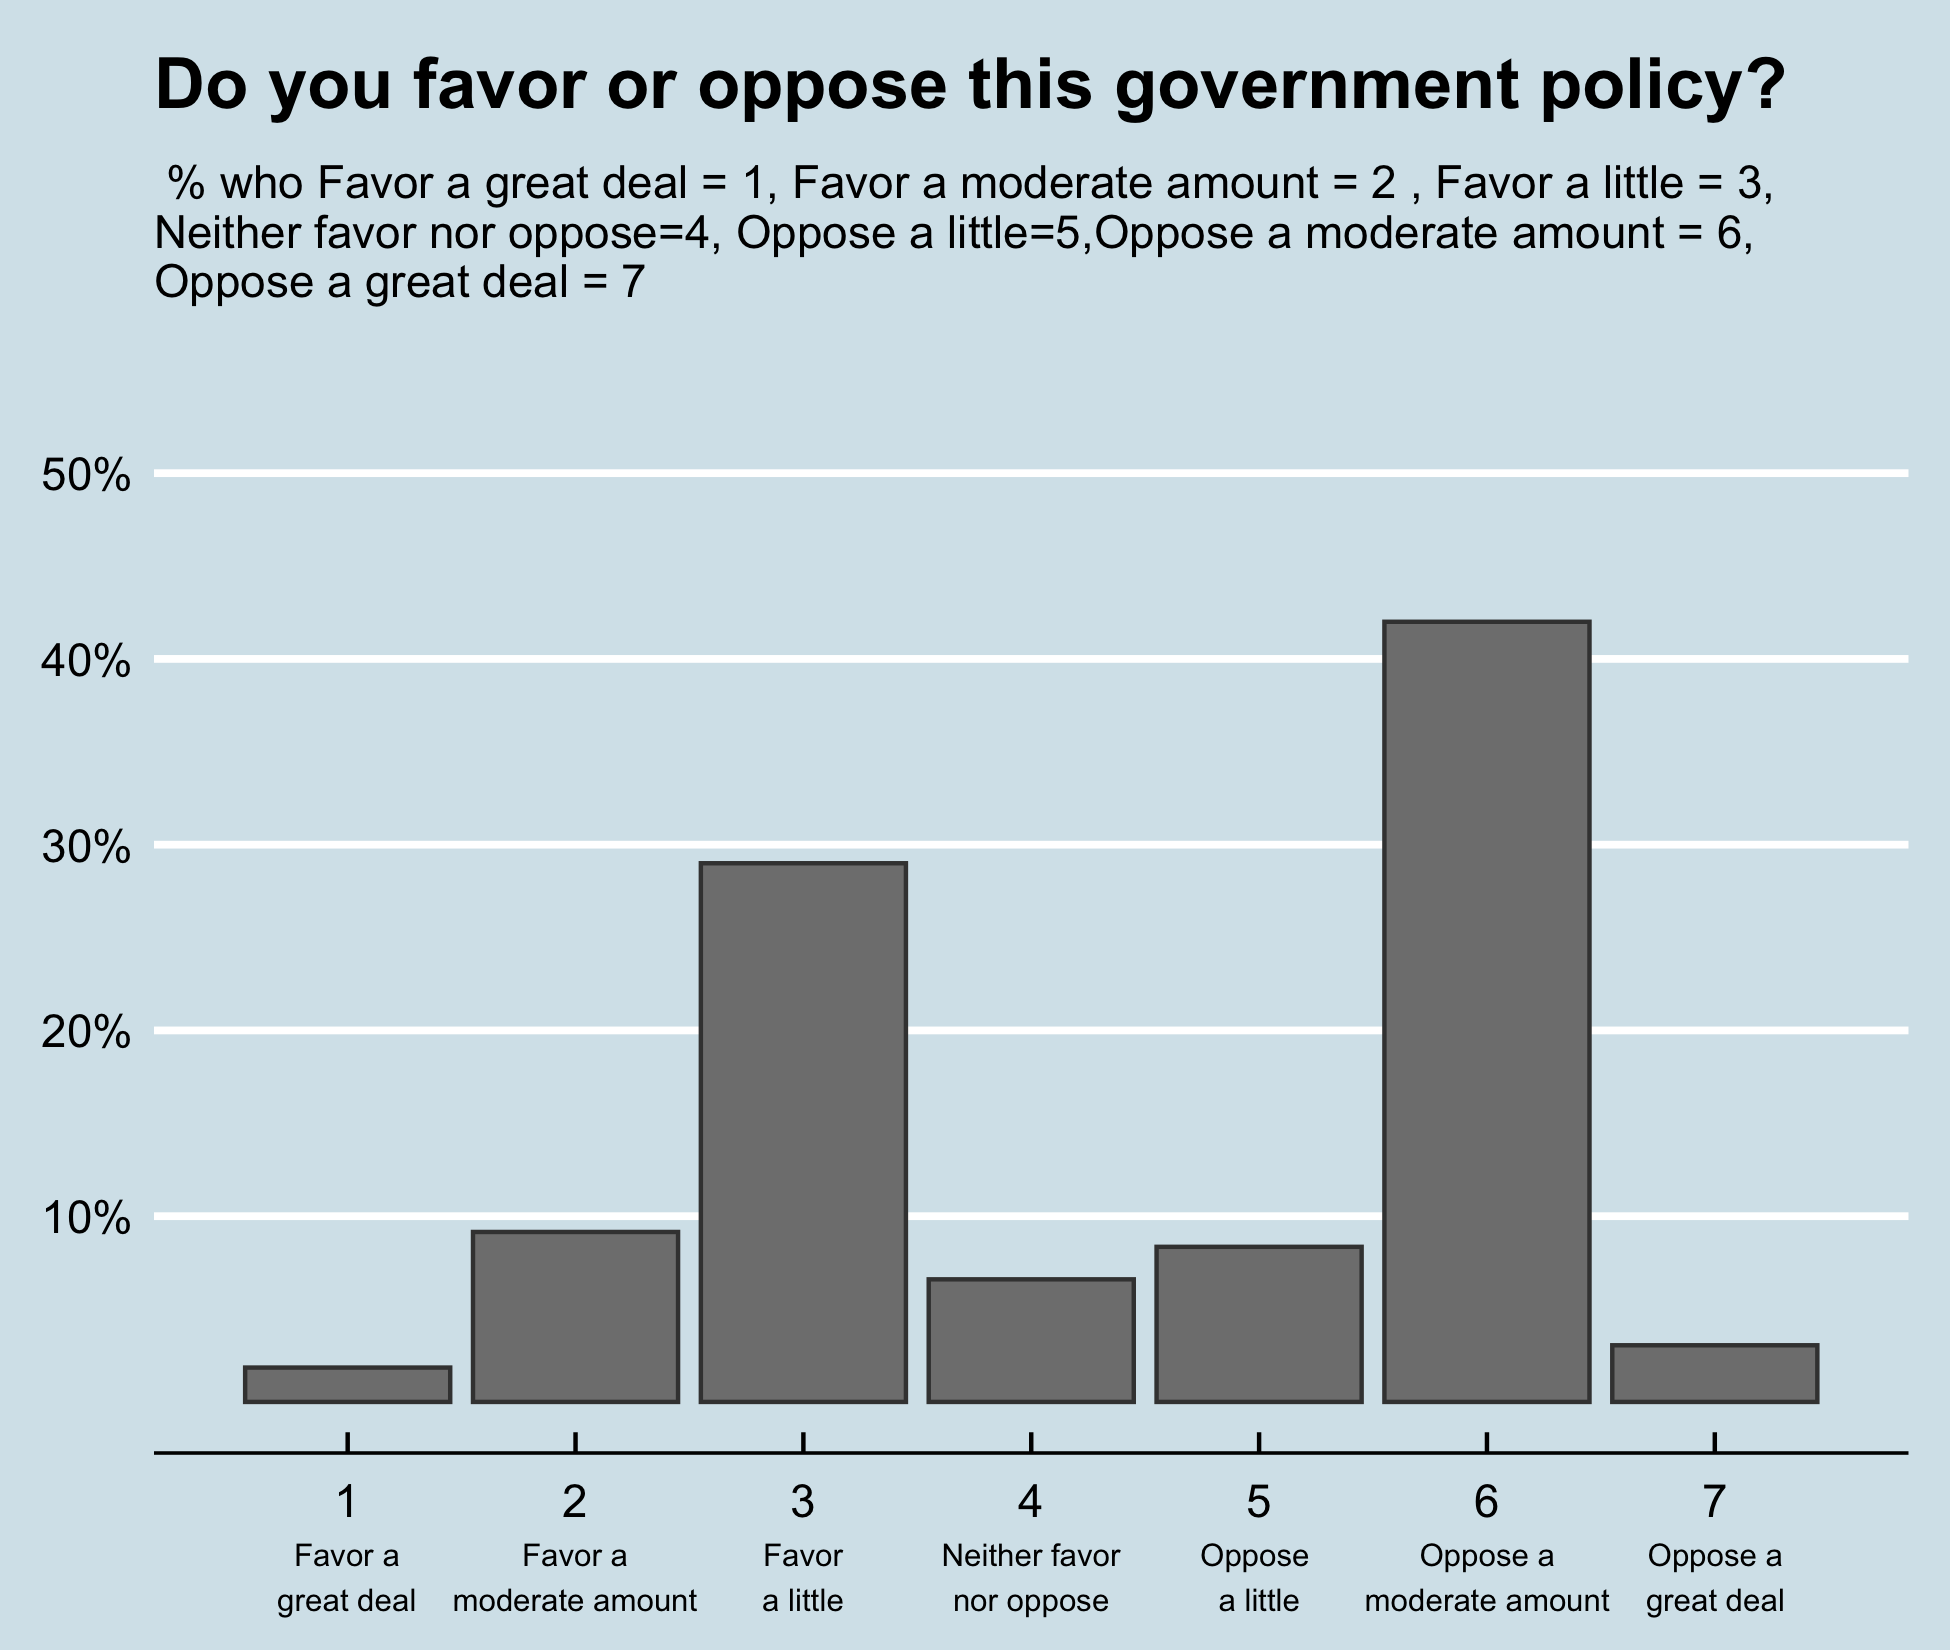 Do you favor or oppose this government policy?
% who Favor a great deal = 1, Favor a moderate amount = 2 , Favor a little = 3,
Neither favor nor oppose=4, Oppose a little=5,Oppose a moderate amount = 6,
Oppose a great deal = 7
50%
40%
30%
20%
10%
1 2 3 4 5 6 7
Favor a Favor a Favor Neither favor Oppose Oppose a Oppose a
great deal moderate amount a little nor oppose a little moderate amount great deal